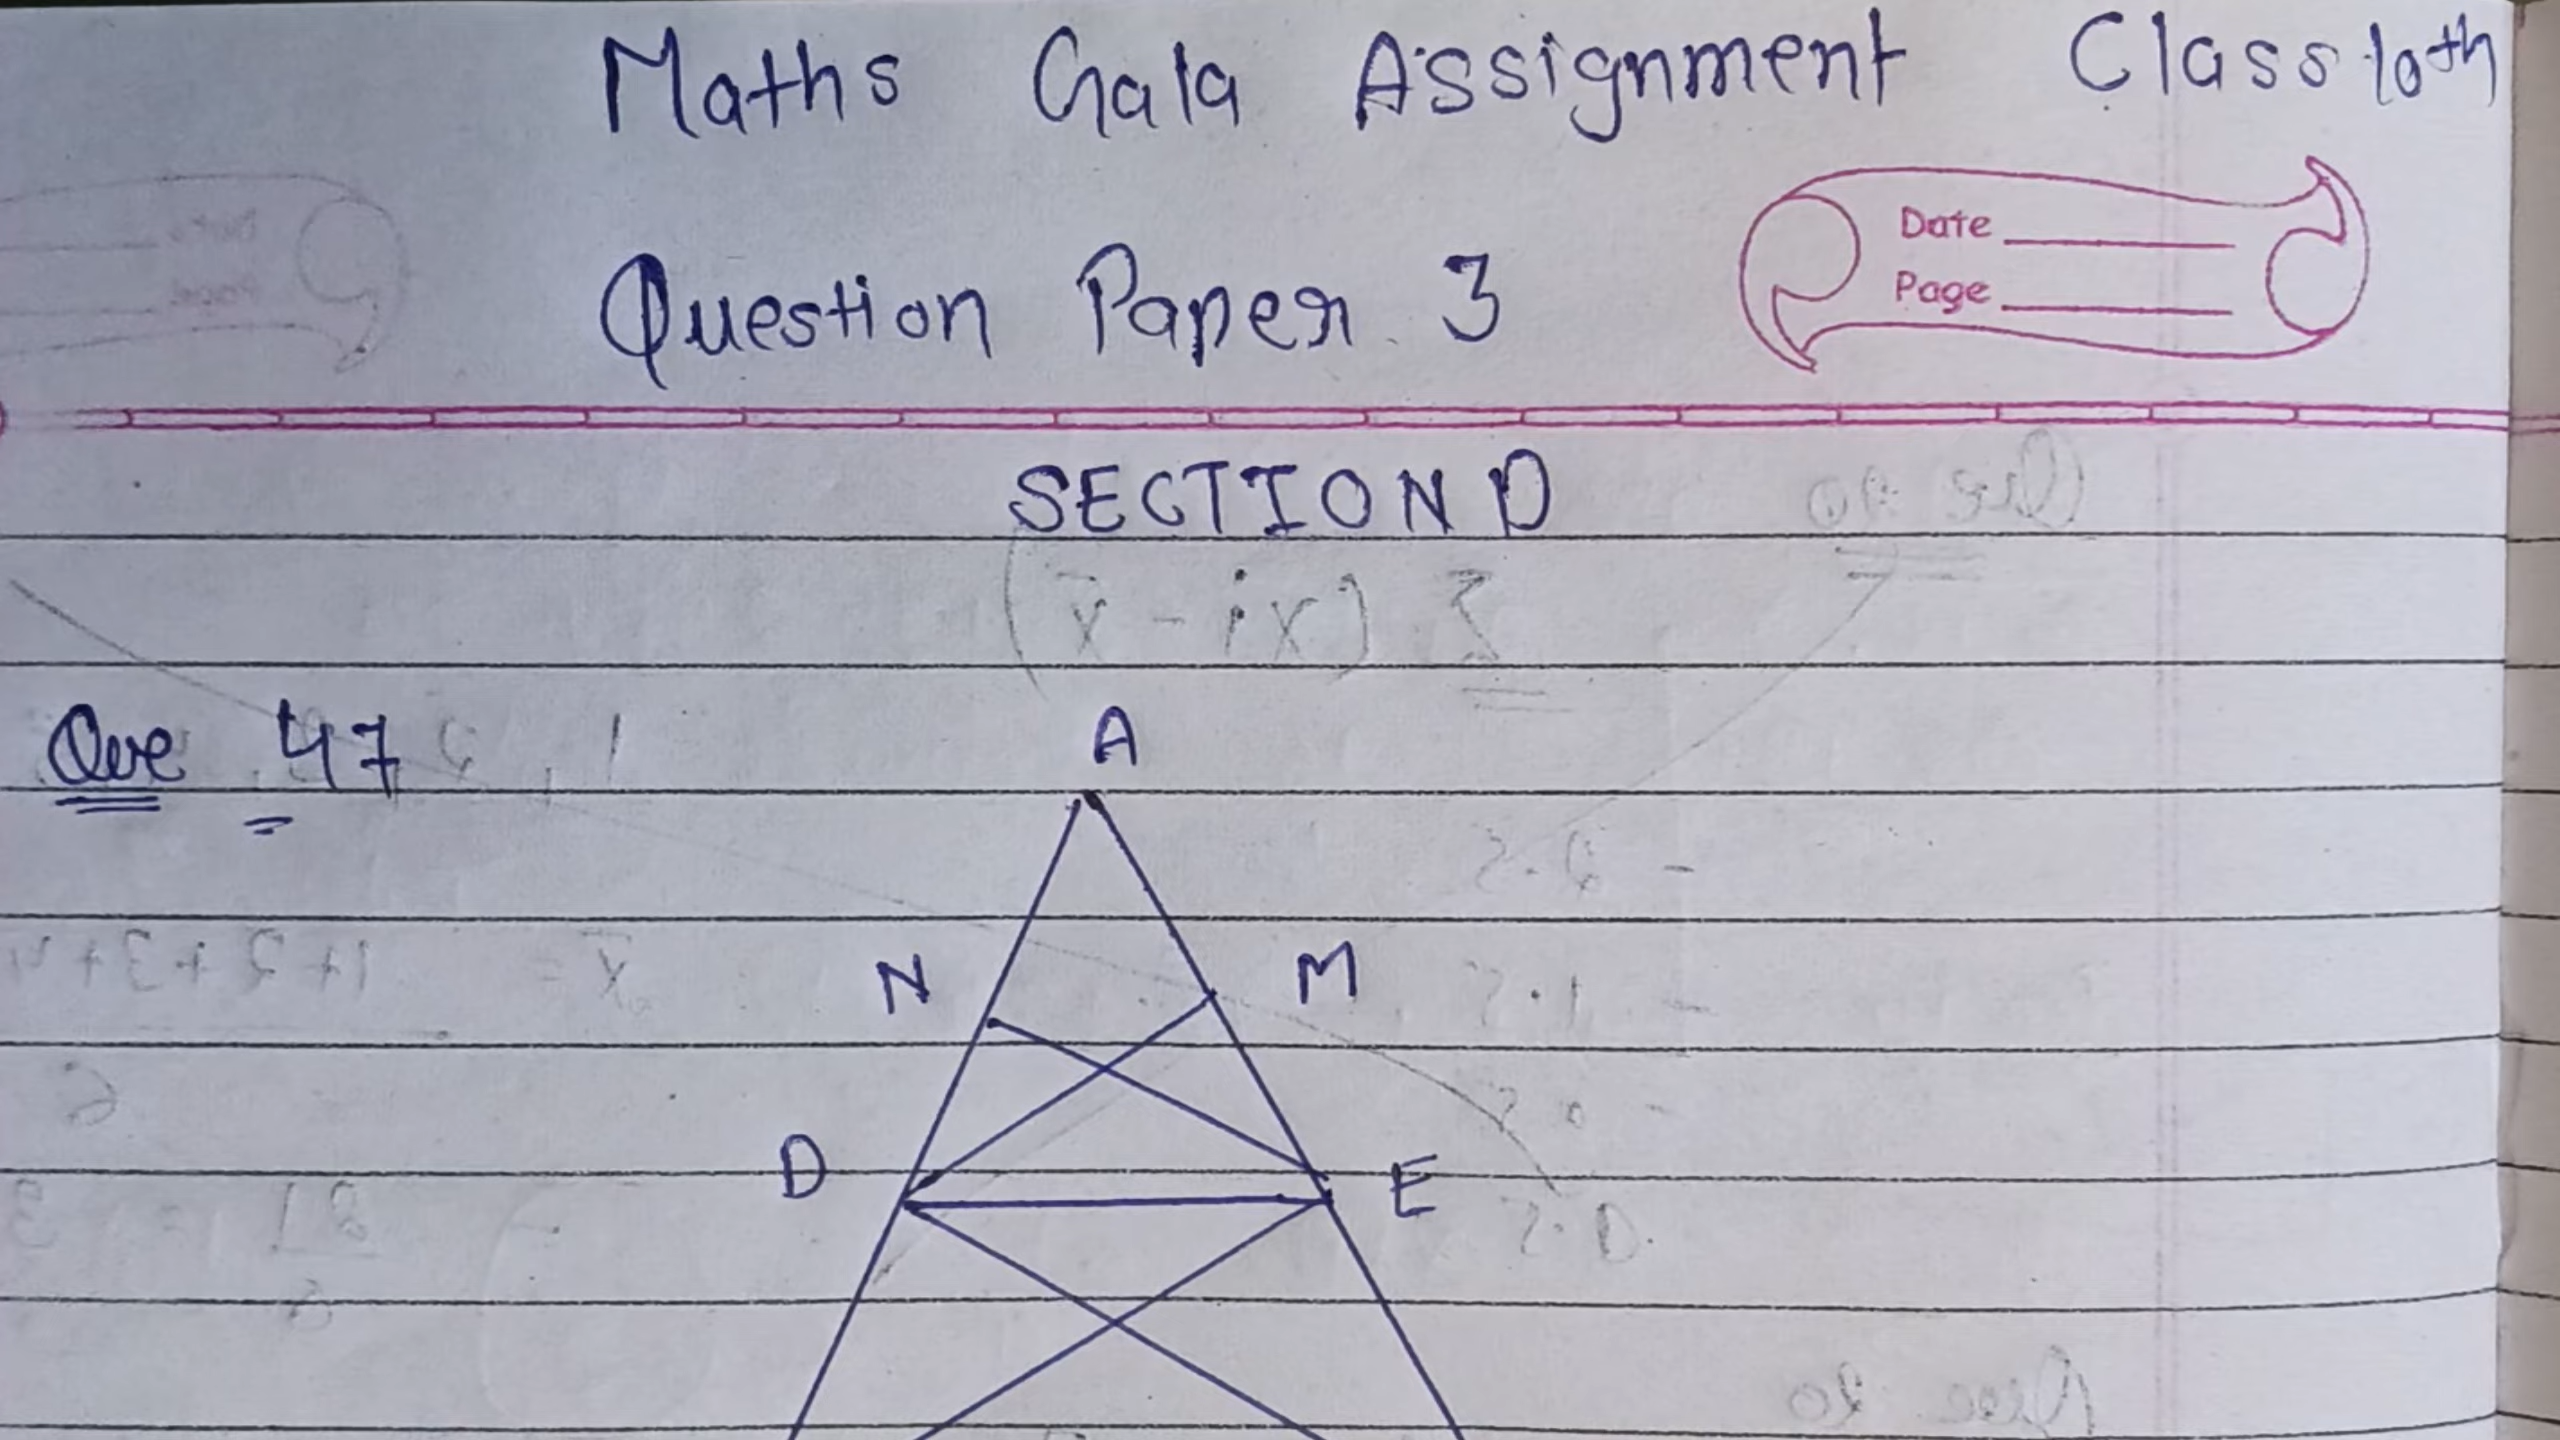 Maths Gala Assignment Class 10th
Question Paper 3
Date
Page
SECTION D
Que 47
A
N M
D E